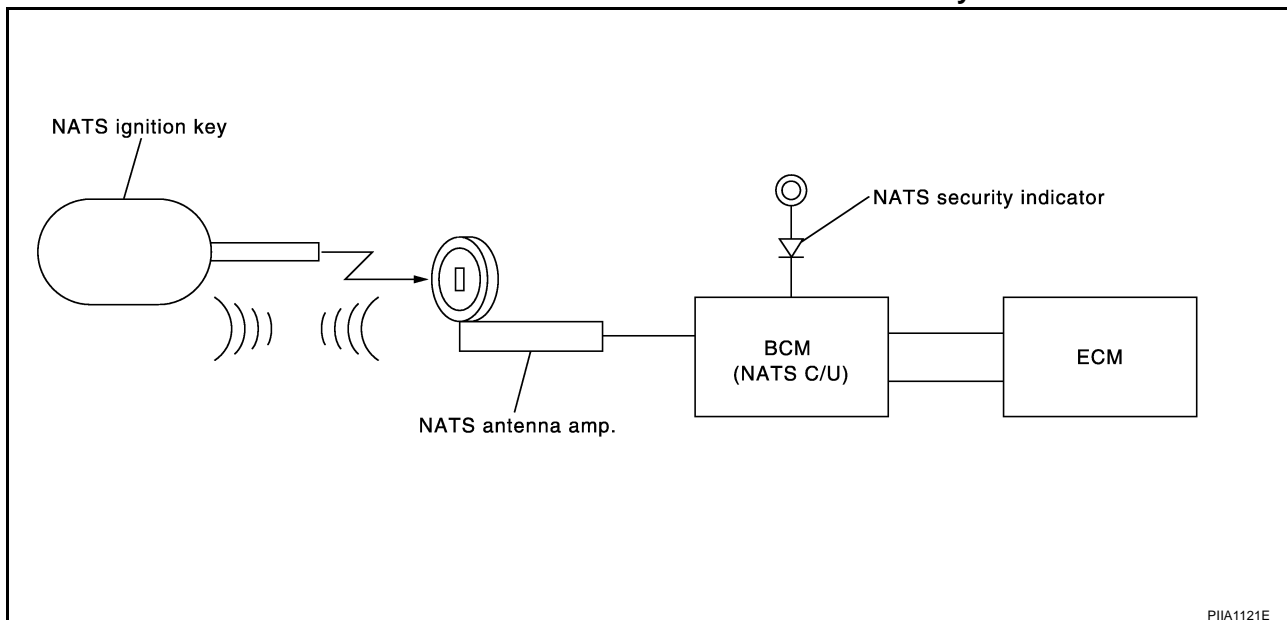 NATS ignition key
NATS security indicator
BCM
(NATS C/U)
ECM
NATS antenna amp.
PIIA1121E